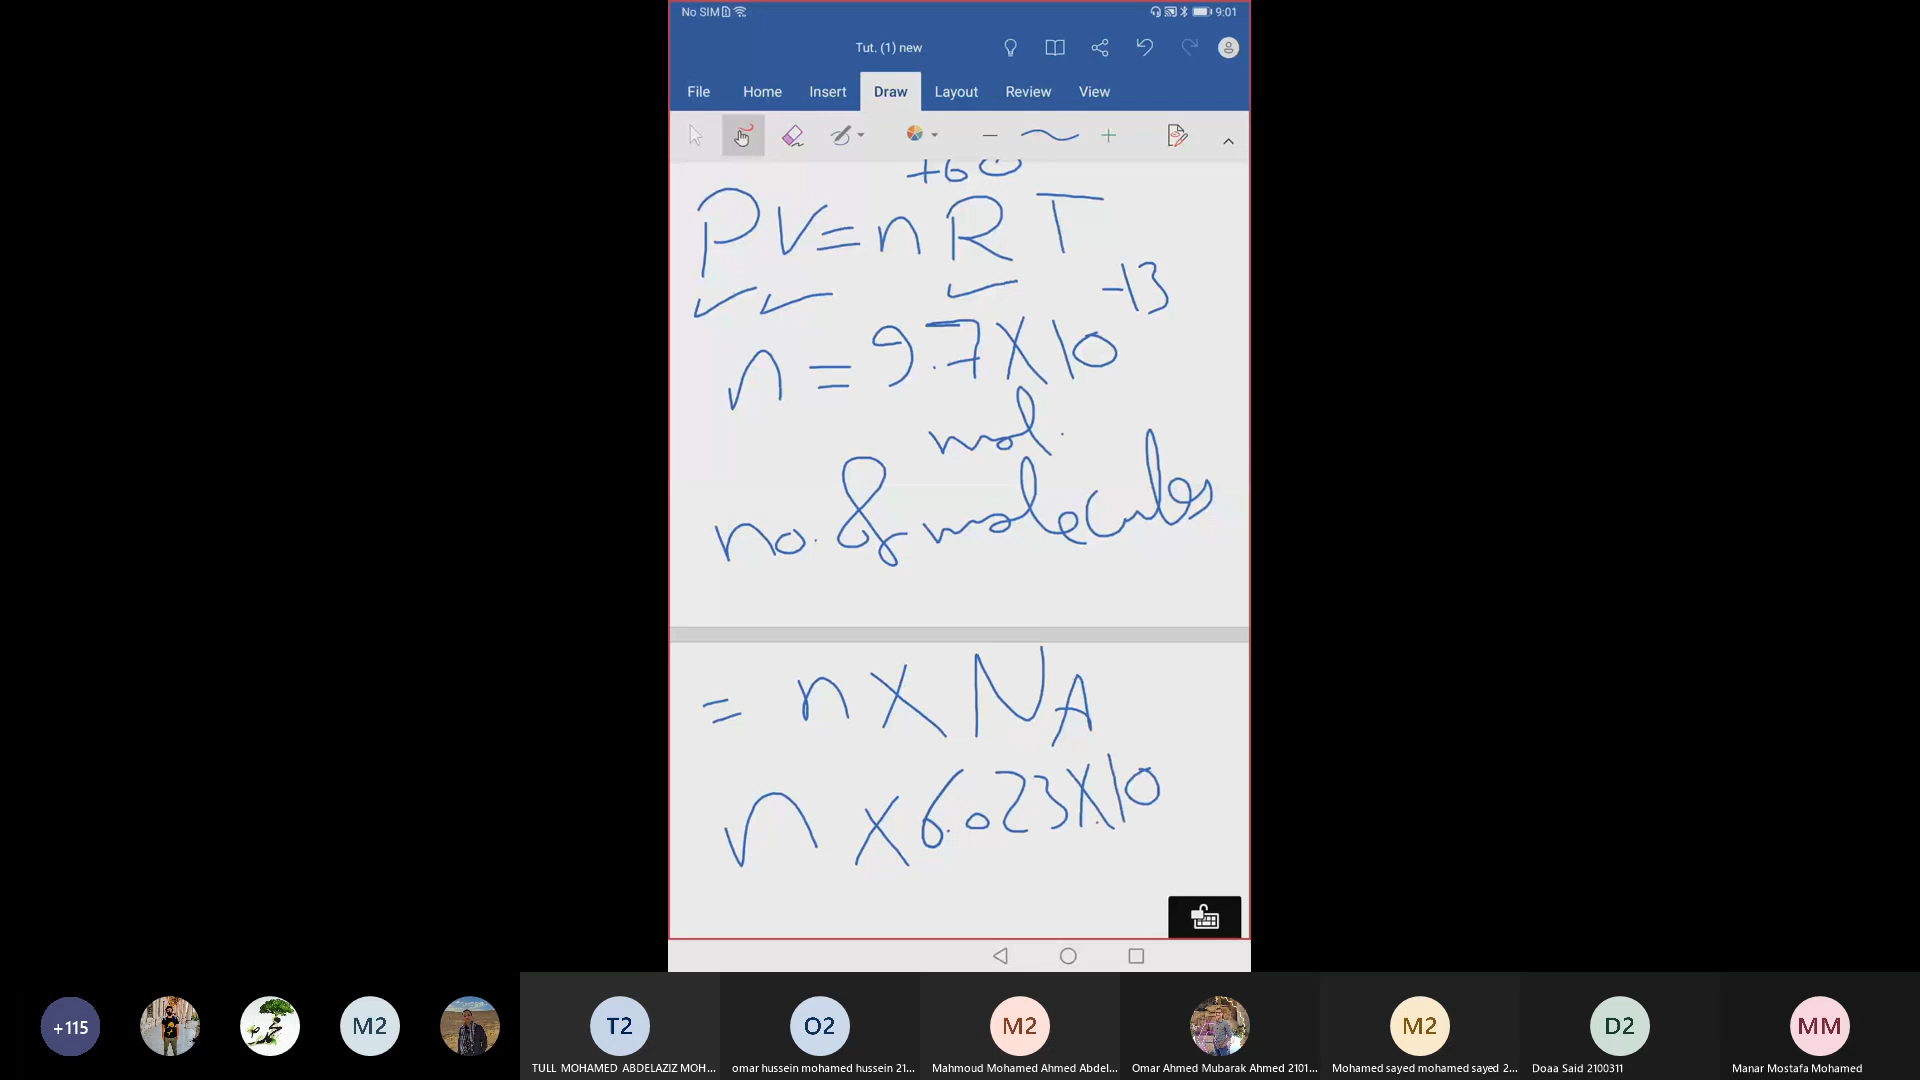 No SIM 9:01
Tut. (1) new
File Home Insert Draw Layout Review View
+60
PV=nRT
n = 9.7X10-13
mol.
no. of molecules
= n X NA
n X 6.023X10
+115
M2
T2
O2
M2
M2
D2
MM
TULL MOHAMED ABDELAZIZ MOH...
omar hussein mohamed hussein 21...
Mahmoud Mohamed Ahmed Abdel...
Omar Ahmed Mubarak Ahmed 2101...
Mohamed sayed mohamed sayed 2...
Doaa Said 2100311
Manar Mostafa Mohamed